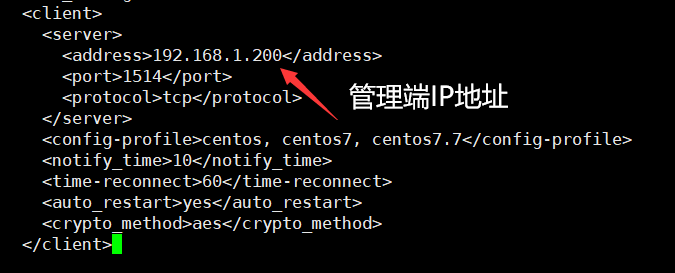 <client>
<server>
<address>192.168.1.200</address>
<port>1514</port>
<protocol>tcp</protocol>
管理端IP地址
</server>
<config-profile>centos, centos7, centos7.7</config-profile>
<notify_time>10</notify_time>
<time-reconnect>60</time-reconnect>
<auto_restart>yes</auto_restart>
<crypto_method>aes</crypto_method>
</client>